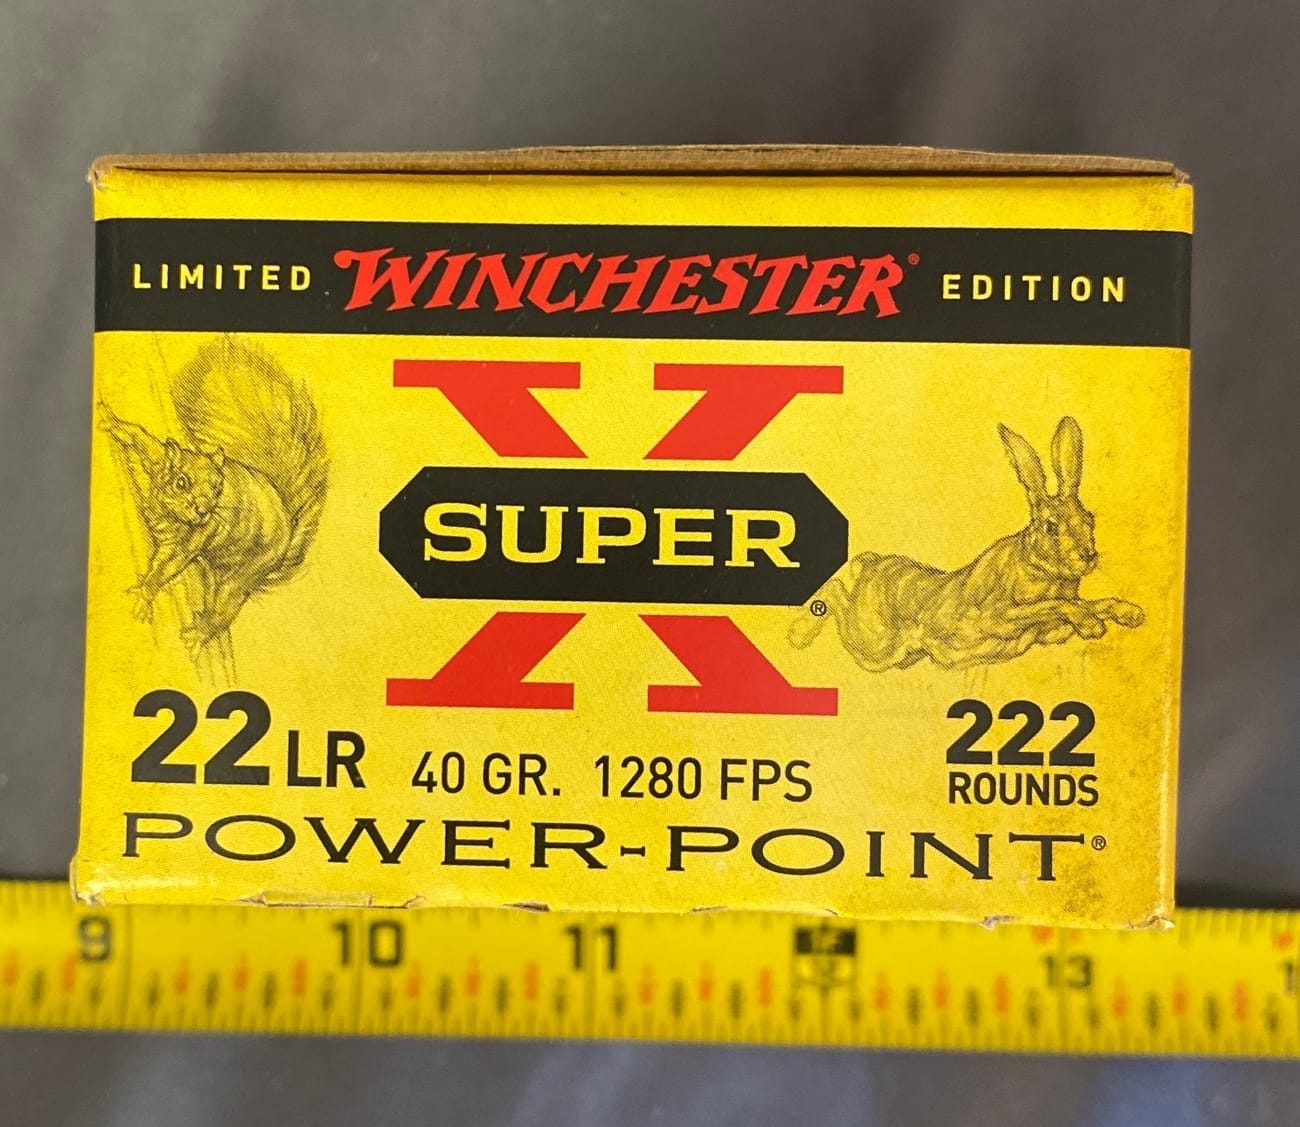 LIMITED WINCHESTER® EDITION
X
SUPER®
22 LR 40 GR. 1280 FPS
222
ROUNDS
POWER-POINT®
9 10 11 13